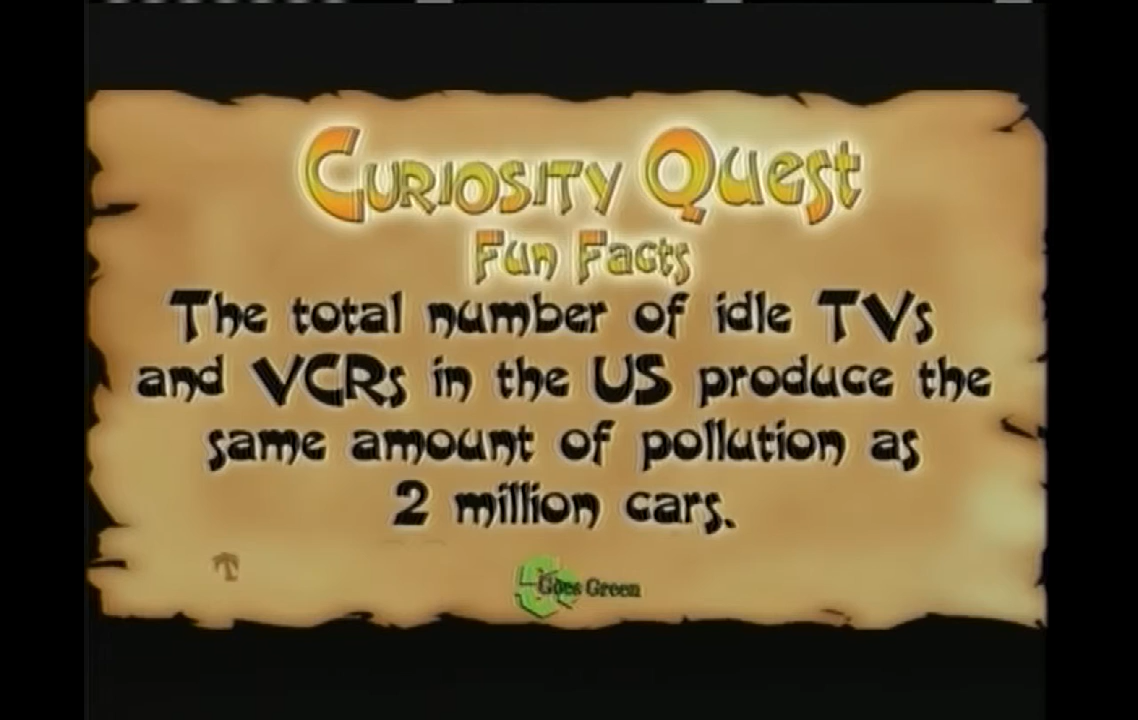 Curiosity Quest
Fun Facts
The total number of idle TVs
and VCRs in the US produce the
same amount of pollution as
2 million cars.
Goes Green